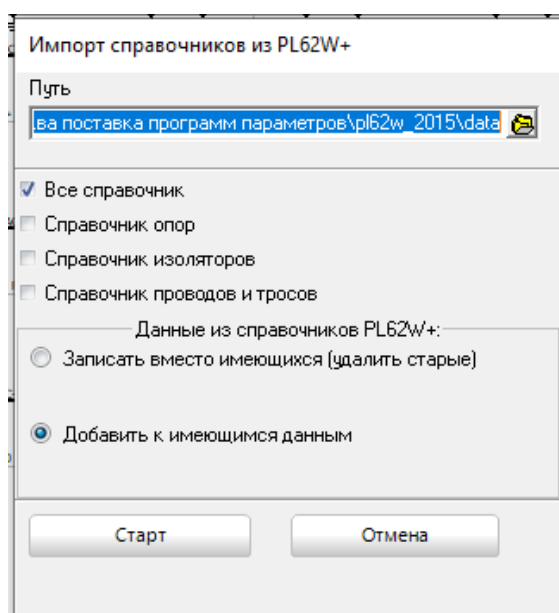 Импорт справочников из PL62W+
Путь
.ва поставка программ параметров\pl62w_2015\data
Все справочник
Справочник опор
Справочник изоляторов
Справочник проводов и тросов
Данные из справочников PL62W+:
Записать вместо имеющихся (удалить старые)
Добавить к имеющимся данным
Старт
Отмена